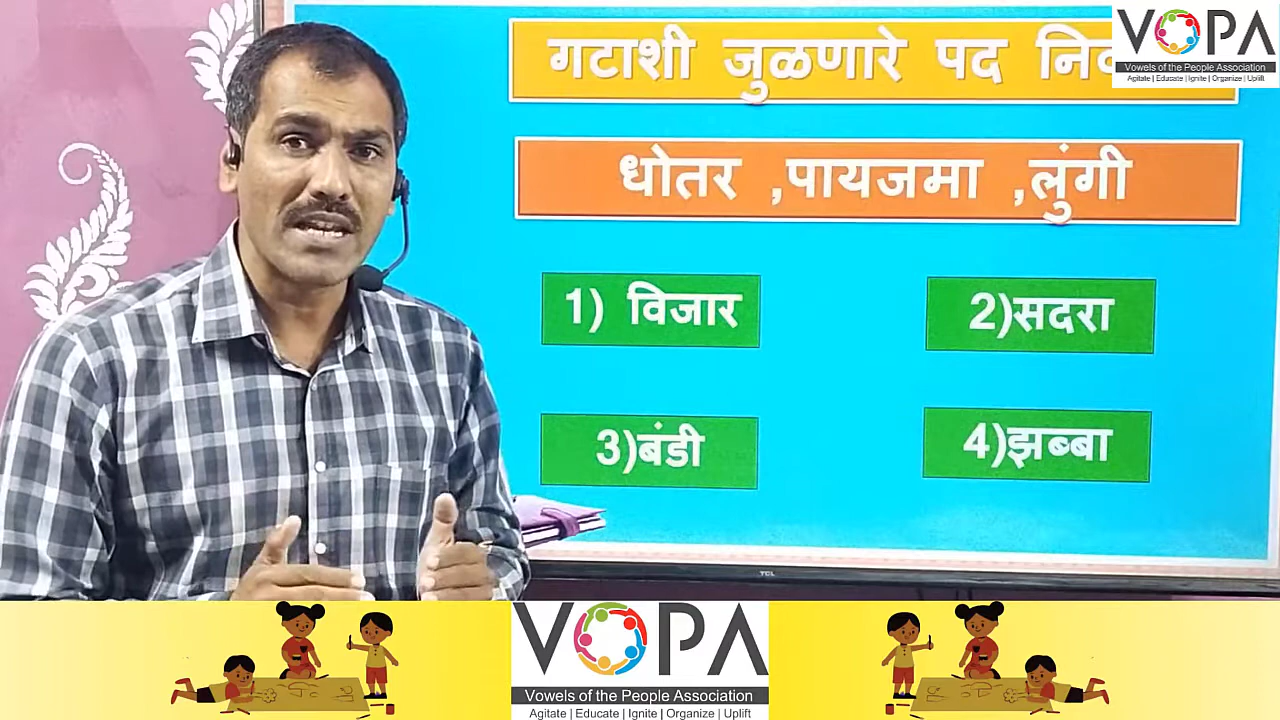 गटाशी जुळणारे पद
धोतर ,पायजमा ,लुंगी
1) विजार
2)सदरा
3)बंडी
4)झब्बा
TCL
VOPA
Vowels of the People Association
Agitate | Educate | Ignite | Organize | Uplift
VOPA
Vowels of the People Association
Agitate | Educate | Ignite | Organize | Uplift